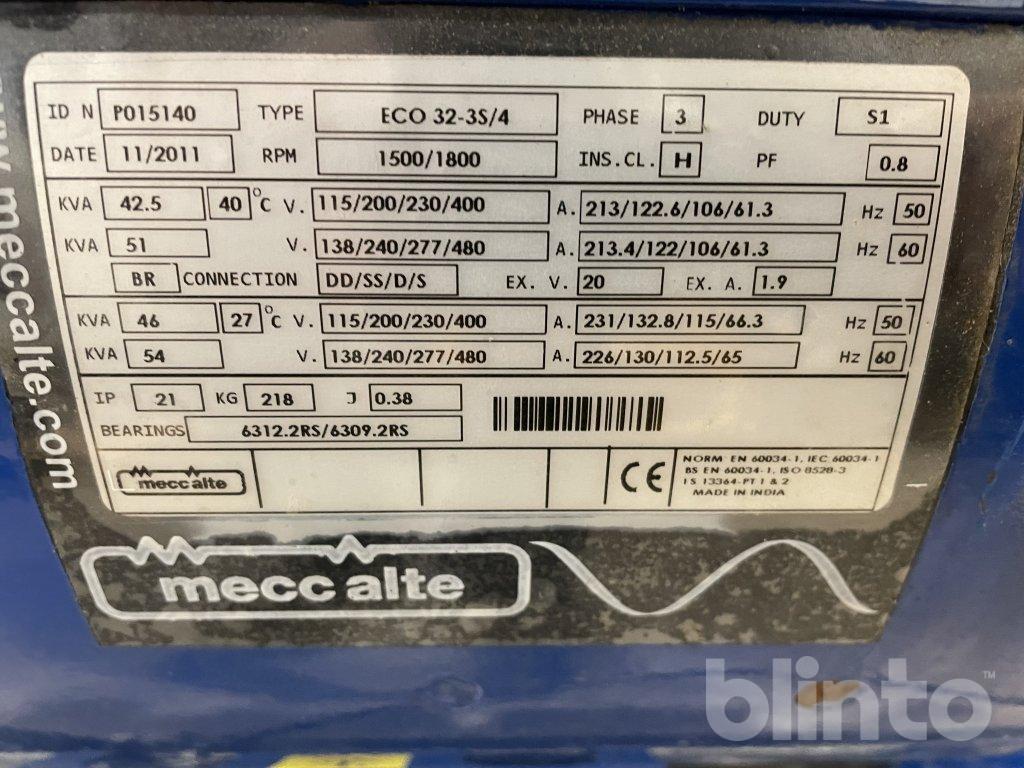 ID N P015140 TYPE ECO 32-3S/4 PHASE 3 DUTY S1
DATE 11/2011 RPM 1500/1800 INS.CL. H PF 0.8
KVA 42.5 40 °C V. 115/200/230/400 A. 213/122.6/106/61.3 Hz 50
KVA 51 V. 138/240/277/480 A. 213.4/122/106/61.3 Hz 60
BR CONNECTION DD/SS/D/S EX. V. 20 EX. A. 1.9
KVA 46 27 °C V. 115/200/230/400 A. 231/132.8/115/66.3 Hz 50
KVA 54 V. 138/240/277/480 A. 226/130/112.5/65 Hz 60
IP 21 KG 218 J 0.38
BEARINGS 6312.2RS/6309.2RS
mecc alte
CE
NORM EN 60034-1, IEC 60034-1
BS EN 60034-1, ISO 8528-3
IS 13364-PT 1 & 2
MADE IN INDIA
www.meccalte.com
mecc alte
blinto™